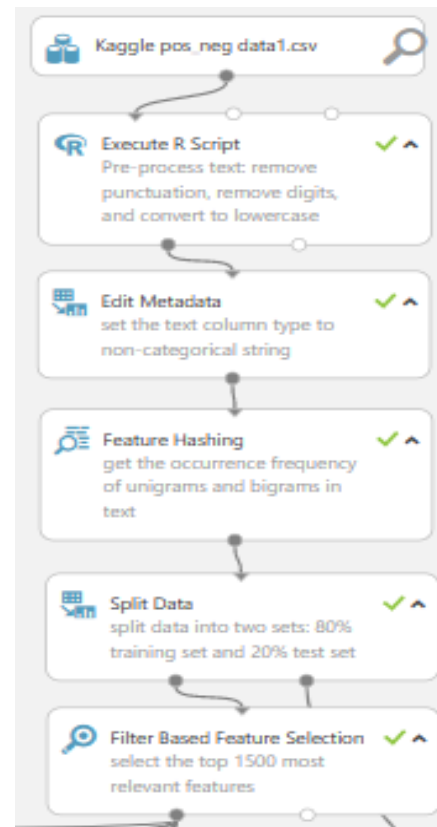 Kaggle pos_neg data1.csv
Execute R Script
Pre-process text: remove
punctuation, remove digits,
and convert to lowercase
Edit Metadata
set the text column type to
non-categorical string
Feature Hashing
get the occurrence frequency
of unigrams and bigrams in
text
Split Data
split data into two sets: 80%
training set and 20% test set
Filter Based Feature Selection
select the top 1500 most
relevant features